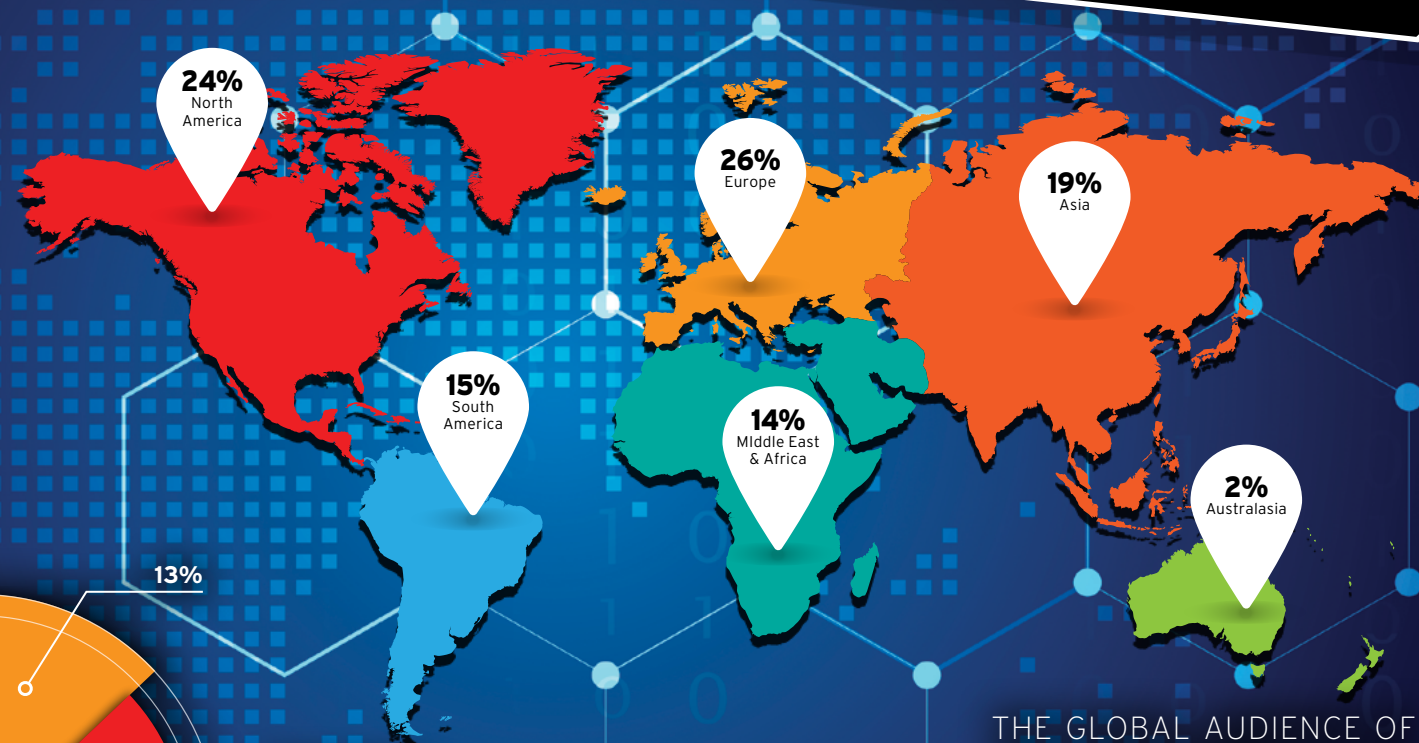 24%
North
America
26%
Europe
19%
Asia
15%
South
America
14%
MIddle East
& Africa
2%
Australasia
13%
THE GLOBAL AUDIENCE OF